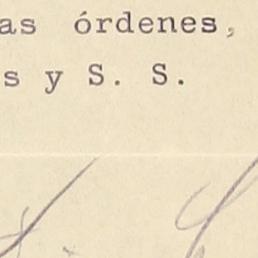 as órdenes,
s y S. S.